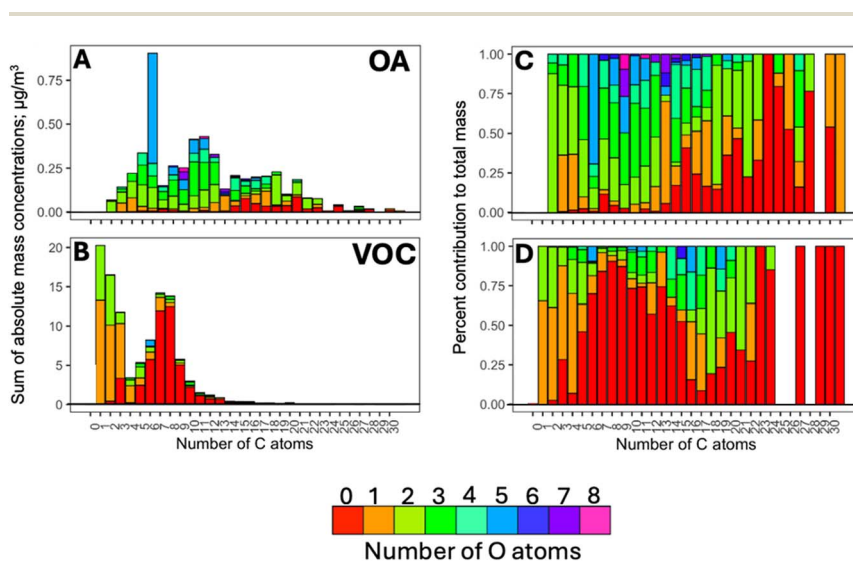 A OA
Sum of absolute mass concentrations; µg/m³
0.75
0.50
0.25
0.00
B VOC
20
15
10
5
0
0 1 2 3 4 5 6 7 8 9 10 11 12 13 14 15 16 17 18 19 20 21 22 23 24 25 26 27 28 29 30
Number of C atoms
C
Percent contribution to total mass
1.00
0.75
0.50
0.25
0.00
D
1.00
0.75
0.50
0.25
0.00
0 1 2 3 4 5 6 7 8 9 10 11 12 13 14 15 16 17 18 19 20 21 22 23 24 25 26 27 28 29 30
Number of C atoms
0 1 2 3 4 5 6 7 8
Number of O atoms